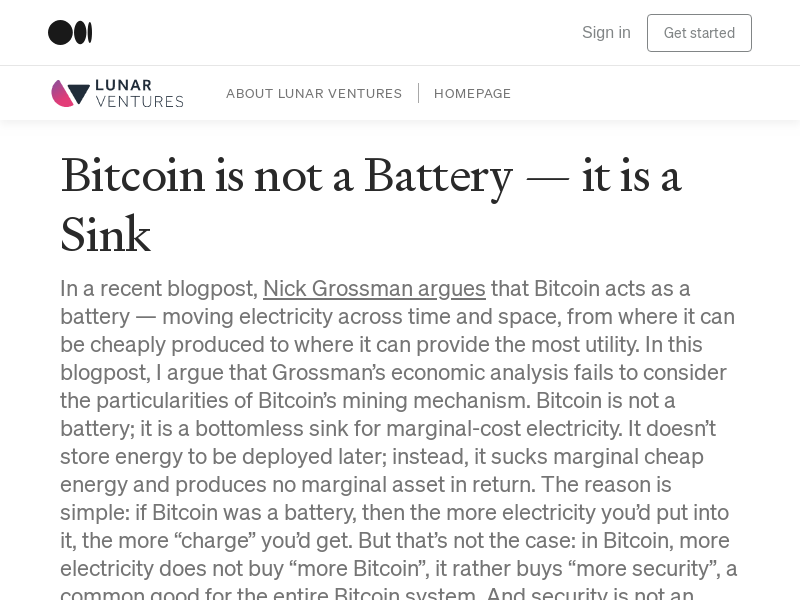 Sign in
Get started
LUNAR
VENTURES
ABOUT LUNAR VENTURES
HOMEPAGE
Bitcoin is not a Battery — it is a
Sink
In a recent blogpost, Nick Grossman argues that Bitcoin acts as a
battery — moving electricity across time and space, from where it can
be cheaply produced to where it can provide the most utility. In this
blogpost, I argue that Grossman’s economic analysis fails to consider
the particularities of Bitcoin’s mining mechanism. Bitcoin is not a
battery; it is a bottomless sink for marginal-cost electricity. It doesn’t
store energy to be deployed later; instead, it sucks marginal cheap
energy and produces no marginal asset in return. The reason is
simple: if Bitcoin was a battery, then the more electricity you’d put into
it, the more “charge” you’d get. But that’s not the case: in Bitcoin, more
electricity does not buy “more Bitcoin”, it rather buys “more security”, a
common good for the entire Bitcoin system. And security is not an